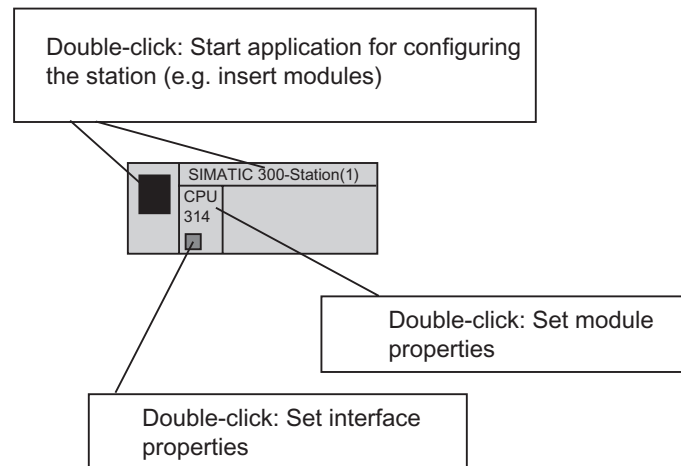 Double-click: Start application for configuring
the station (e.g. insert modules)
SIMATIC 300-Station(1)
CPU
314
Double-click: Set module
properties
Double-click: Set interface
properties